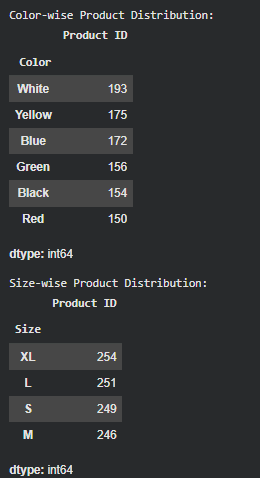 Color-wise Product Distribution:
Product ID
Color
White 193
Yellow 175
Blue 172
Green 156
Black 154
Red 150
dtype: int64
Size-wise Product Distribution:
Product ID
Size
XL 254
L 251
S 249
M 246
dtype: int64